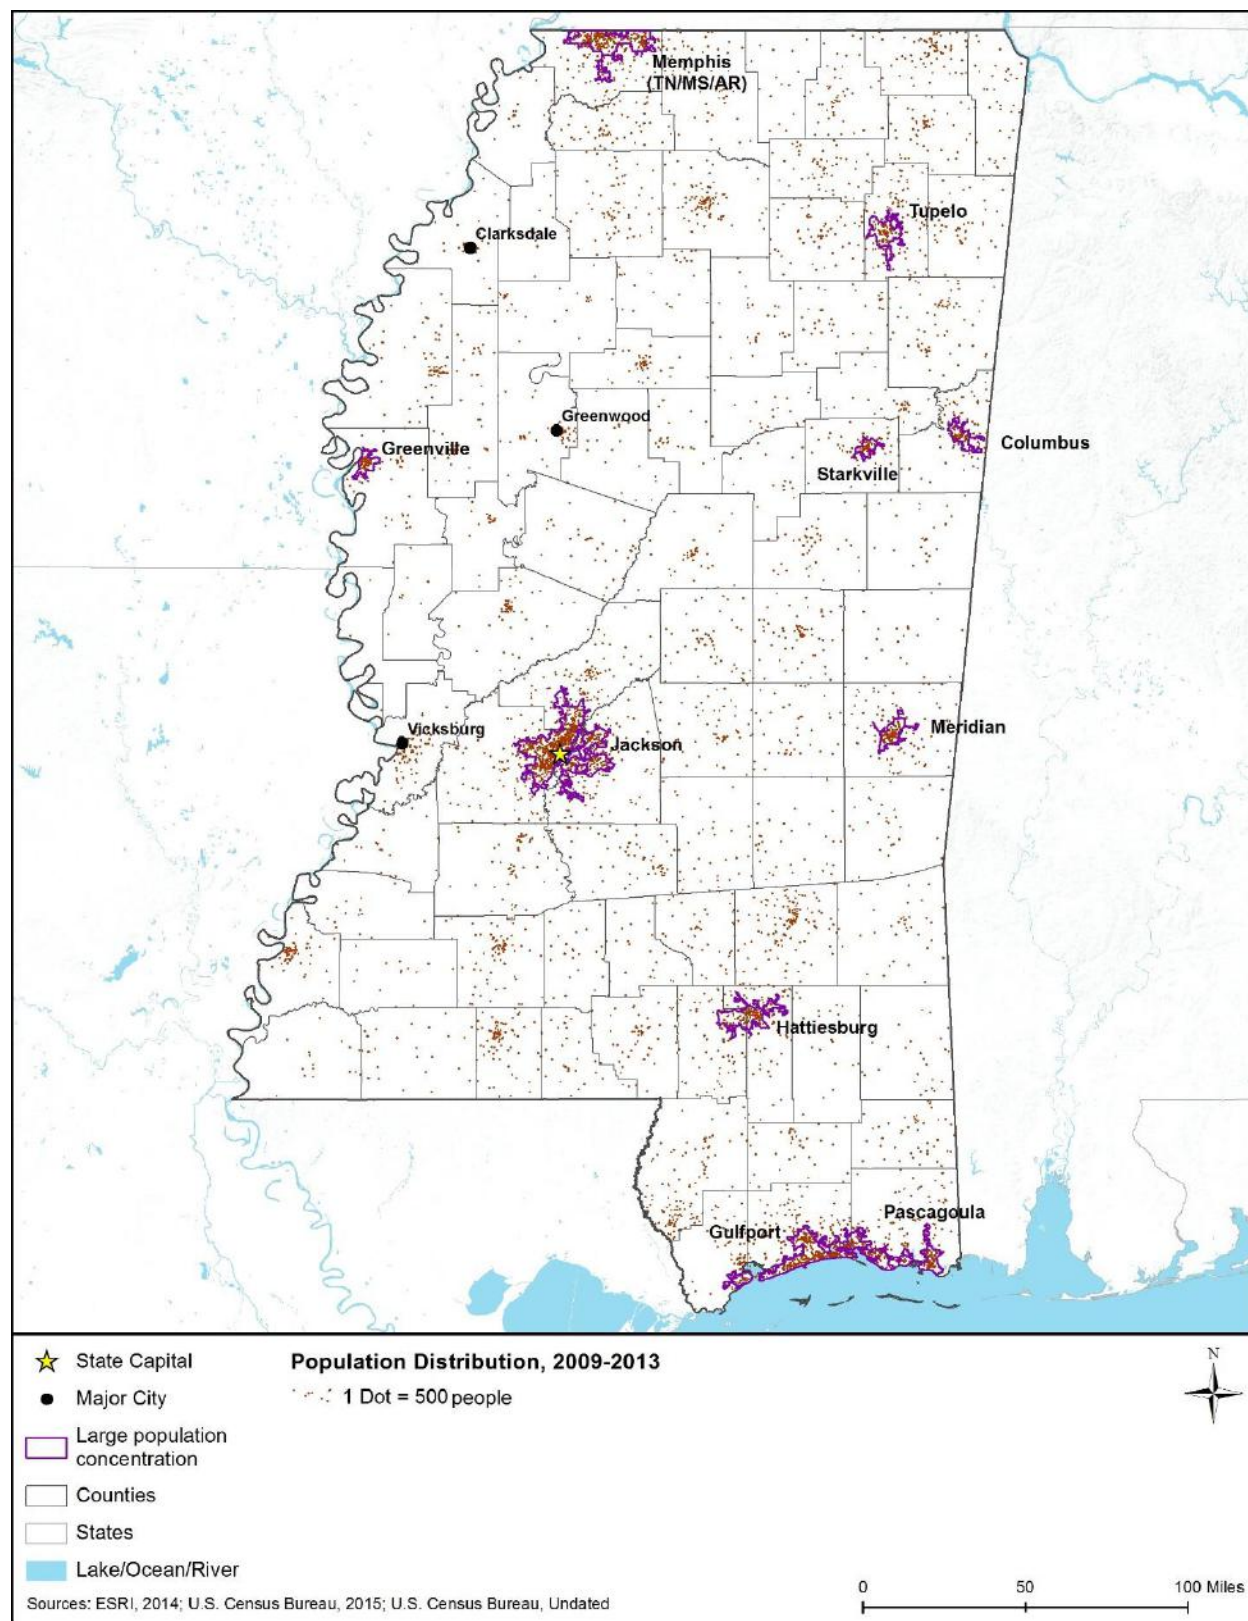 Memphis
(TN/MS/AR)
Tupelo
Clarksdale
Greenwood
Greenville
Columbus
Starkville
Vicksburg
Jackson
Meridian
Hattiesburg
Pascagoula
Gulfport
State Capital
Major City
Large population
concentration
Counties
States
Lake/Ocean/River
Population Distribution, 2009-2013
1 Dot = 500 people
N
0 50 100 Miles
Sources: ESRI, 2014; U.S. Census Bureau, 2015; U.S. Census Bureau, Undated